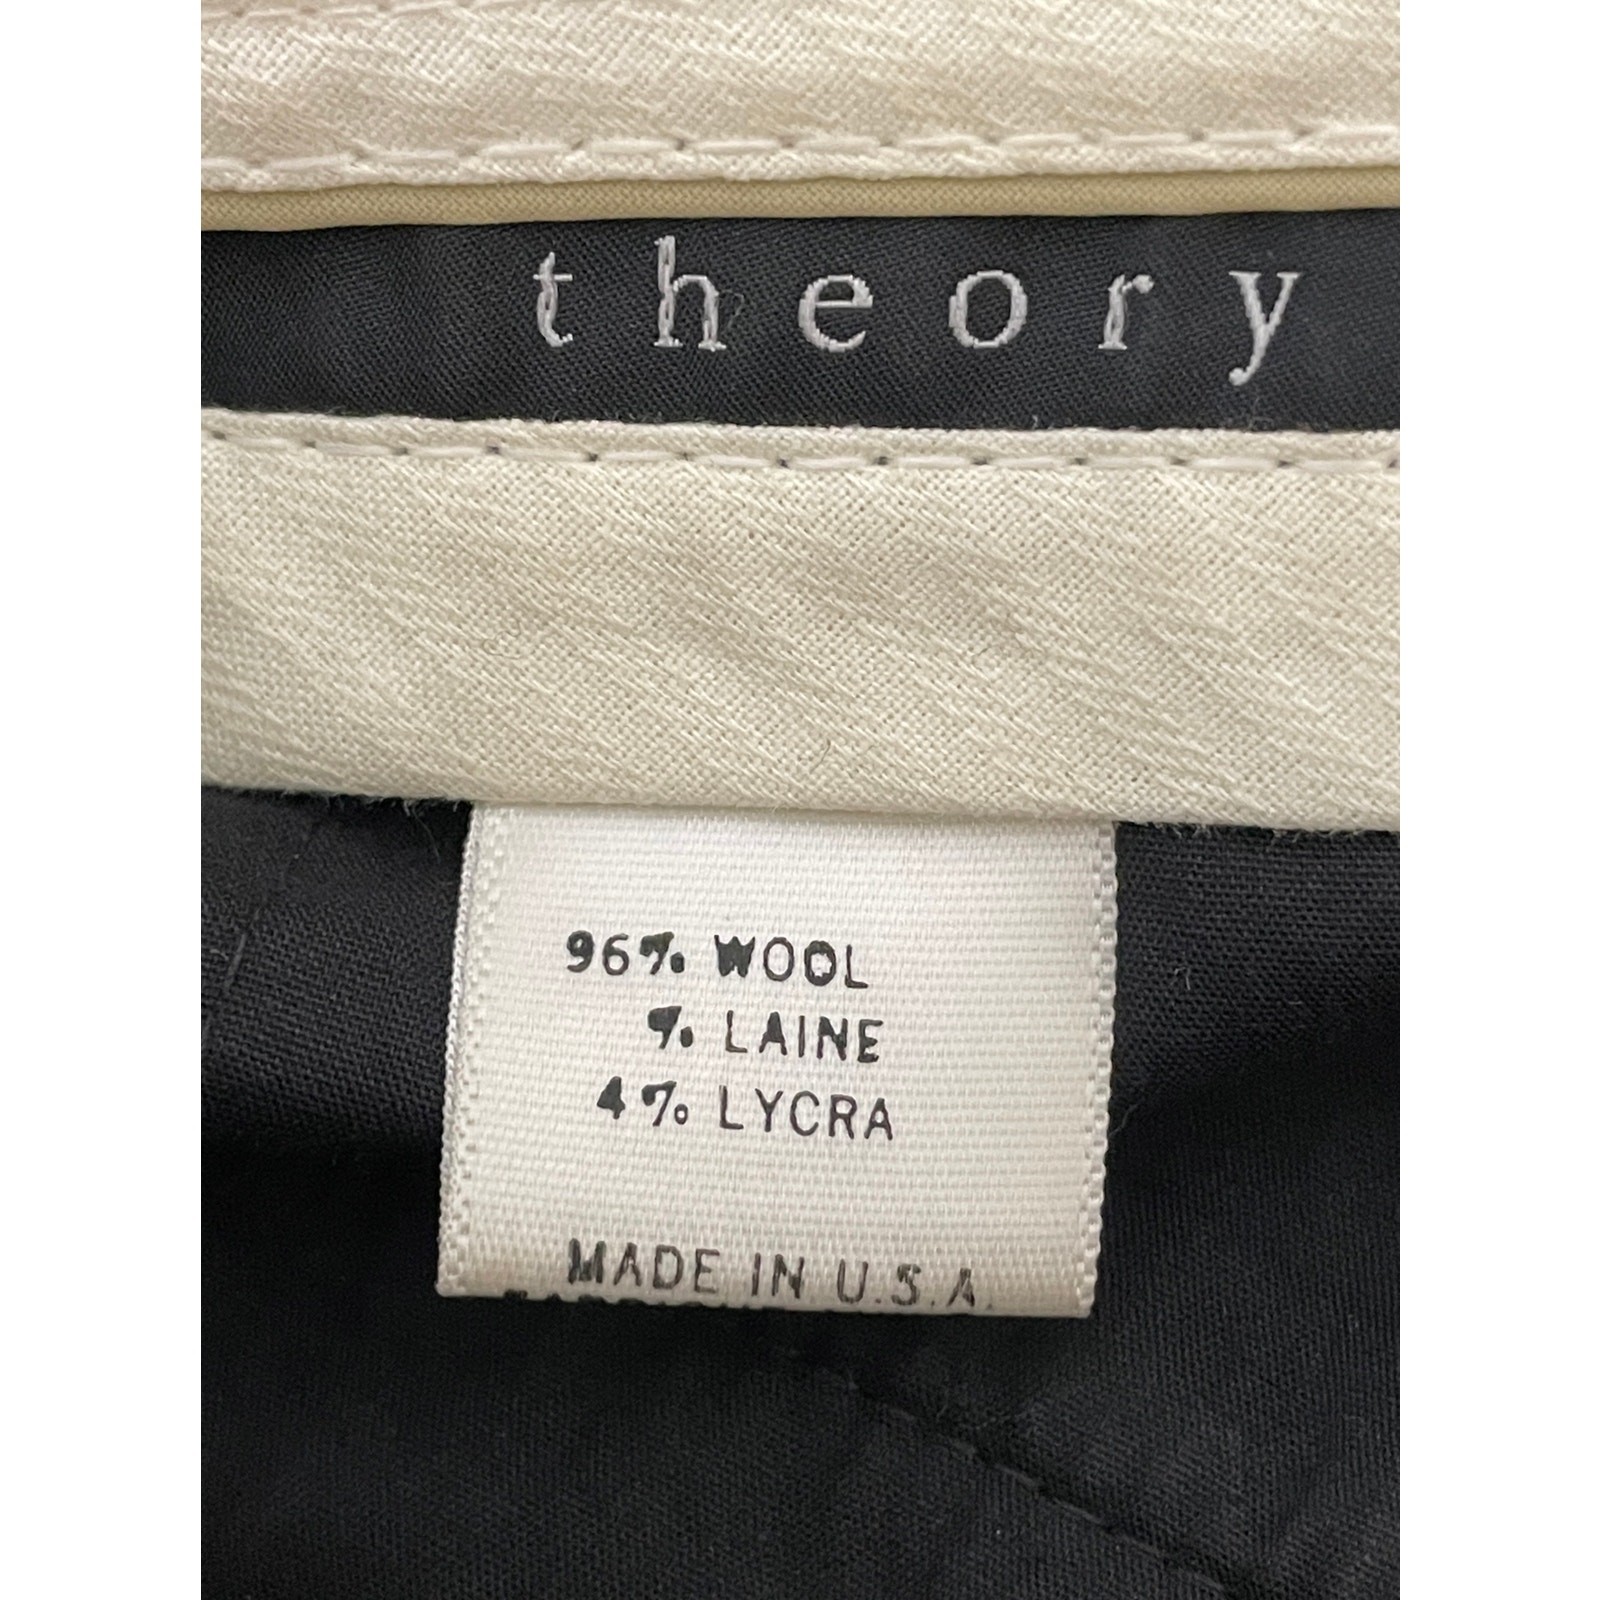 theory
96% WOOL
% LAINE
4% LYCRA
MADE IN U.S.A.